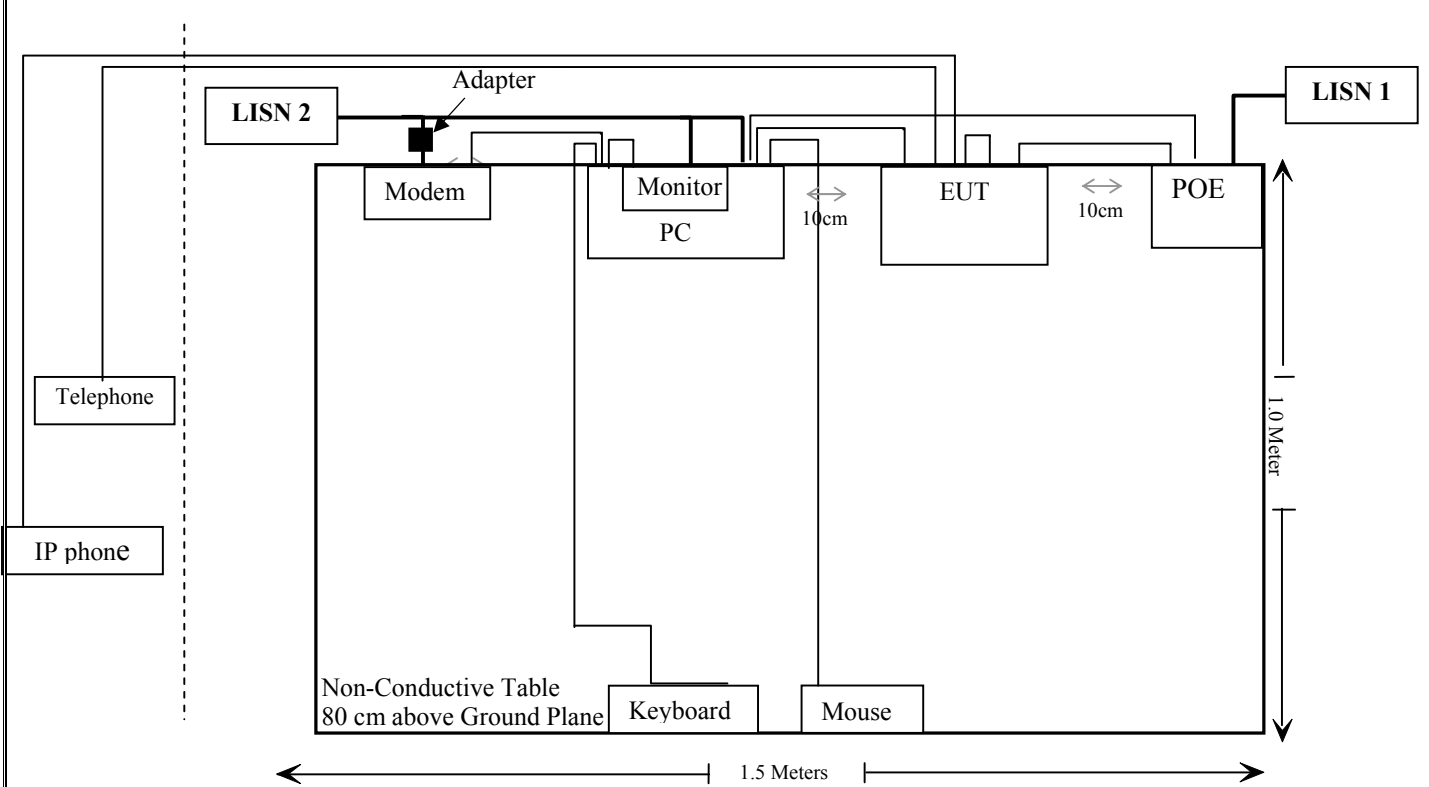 Adapter
LISN 2
LISN 1
Modem
Monitor
PC
10cm
EUT
10cm
POE
Telephone
1.0 Meter
IP phone
Non-Conductive Table
80 cm above Ground Plane
Keyboard
Mouse
1.5 Meters